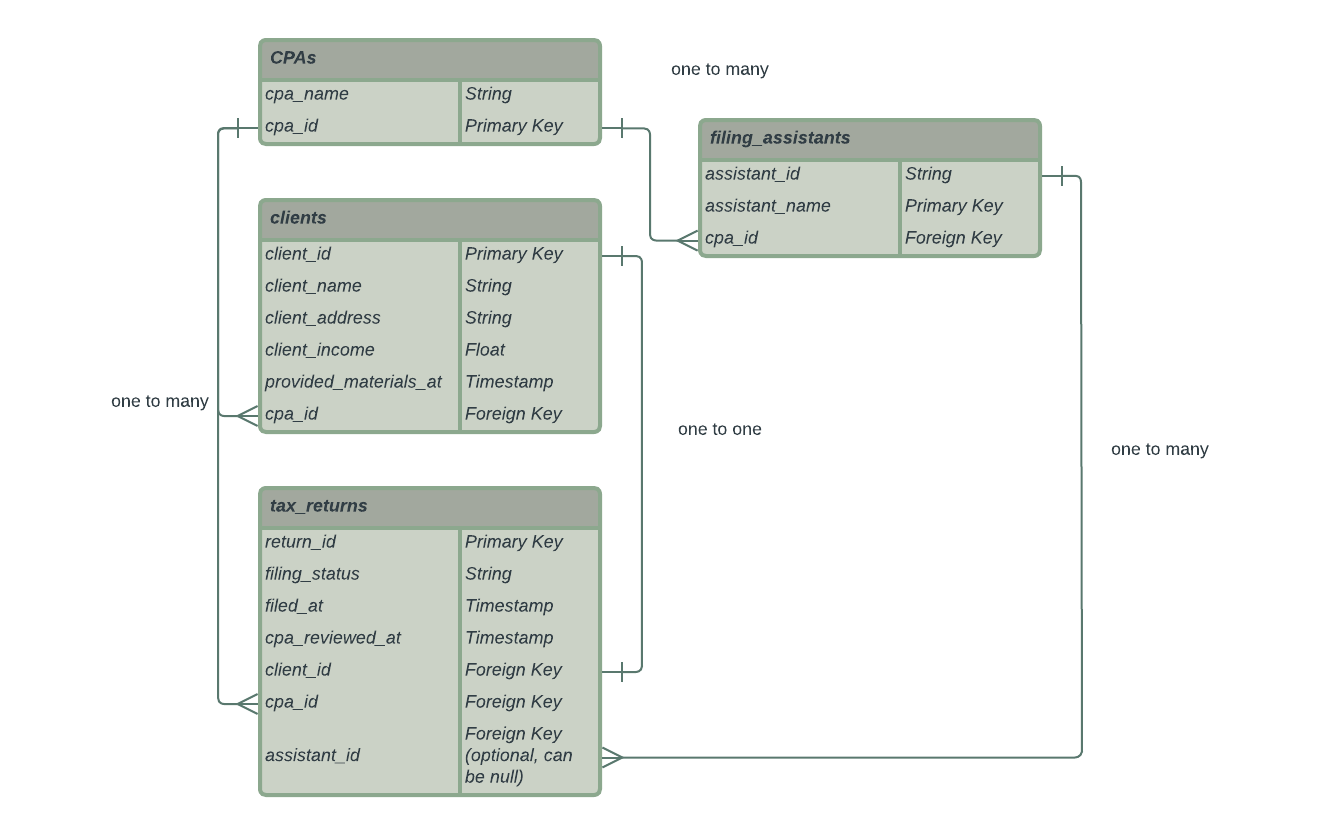 CPAs
cpa_name String
cpa_id Primary Key
one to many
filing_assistants
assistant_id String
assistant_name Primary Key
cpa_id Foreign Key
clients
client_id Primary Key
client_name String
client_address String
client_income Float
provided_materials_at Timestamp
cpa_id Foreign Key
one to many
one to one
one to many
tax_returns
return_id Primary Key
filing_status String
filed_at Timestamp
cpa_reviewed_at Timestamp
client_id Foreign Key
cpa_id Foreign Key
assistant_id Foreign Key
(optional, can
be null)